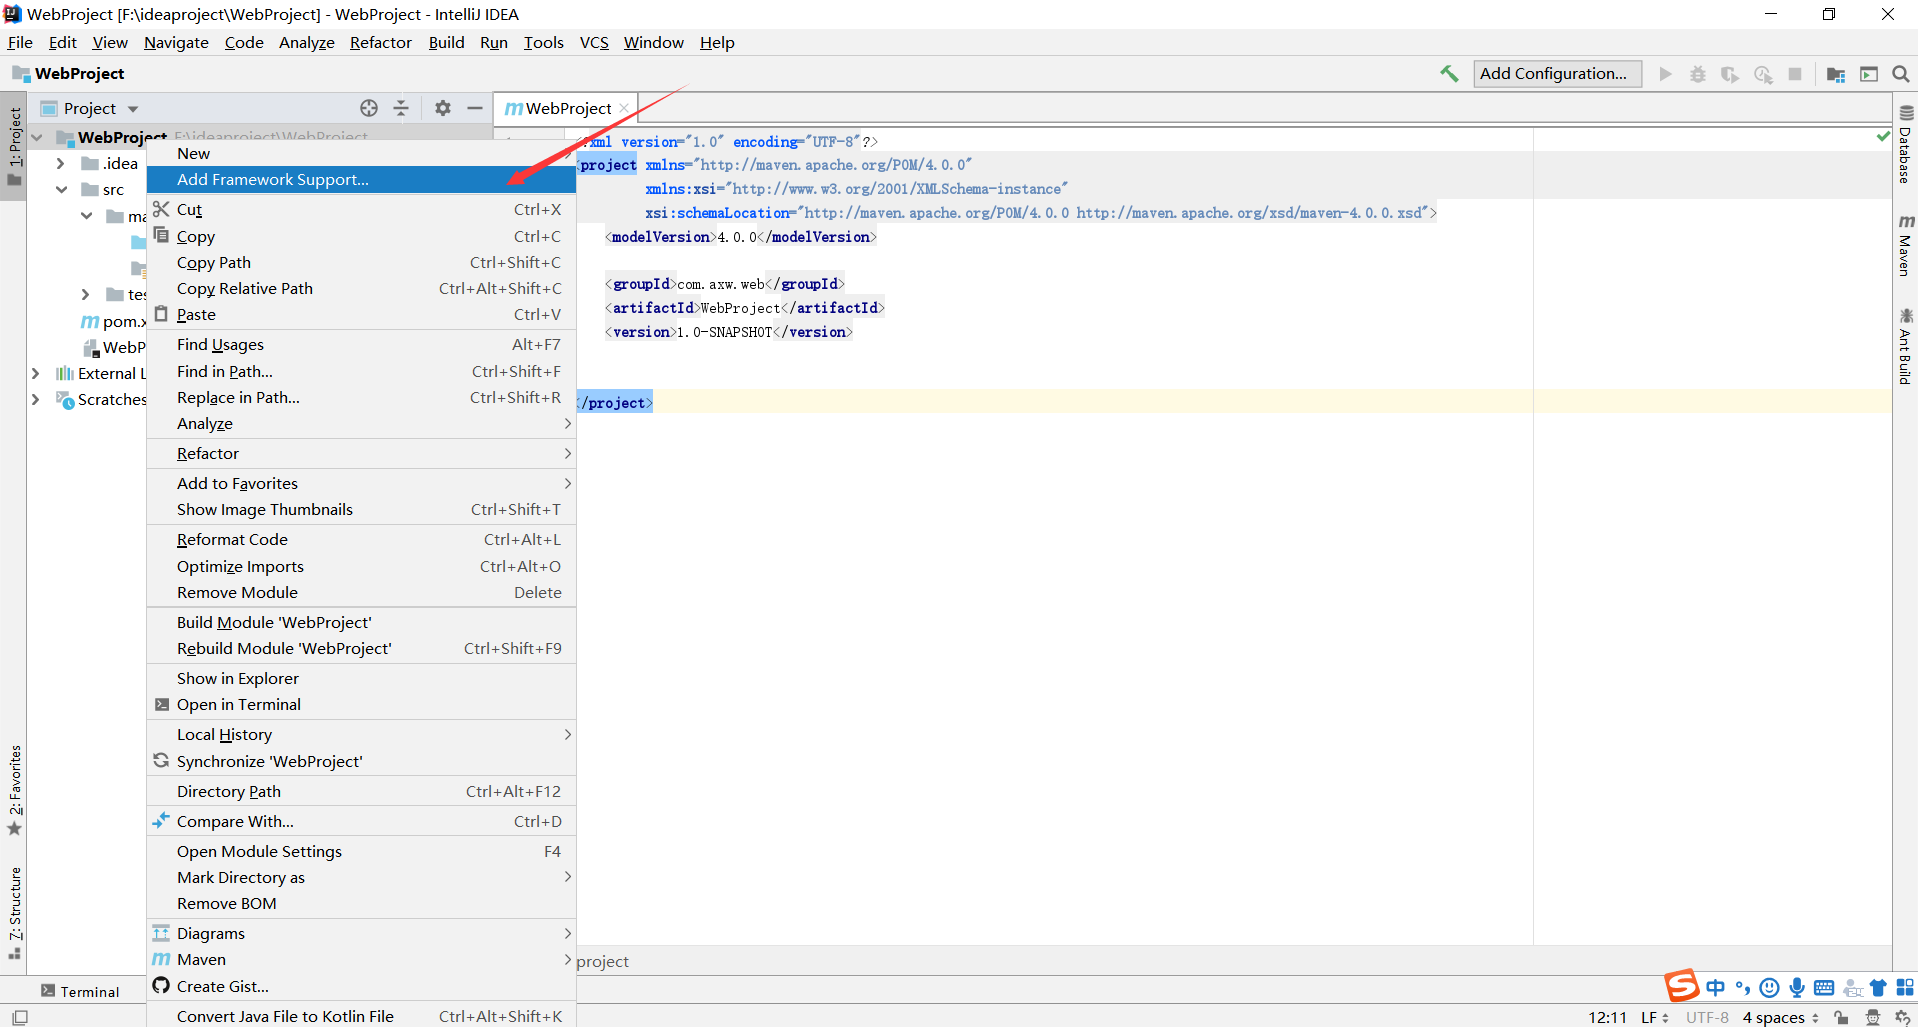 WebProject [F:\ideaproject\WebProject] - WebProject - IntelliJ IDEA
File Edit View Navigate Code Analyze Refactor Build Run Tools VCS Window Help
WebProject
Add Configuration...
1: Project
Project
WebProject F:\ideaproject\WebProject
.idea
src
pom.x
WebP
External L
Scratches
New
Add Framework Support...
Cut Ctrl+X
Copy Ctrl+C
Copy Path Ctrl+Shift+C
Copy Relative Path Ctrl+Alt+Shift+C
Paste Ctrl+V
Find Usages Alt+F7
Find in Path... Ctrl+Shift+F
Replace in Path... Ctrl+Shift+R
Analyze
Refactor
Add to Favorites
Show Image Thumbnails Ctrl+Shift+T
Reformat Code Ctrl+Alt+L
Optimize Imports Ctrl+Alt+O
Remove Module Delete
Build Module 'WebProject'
Rebuild Module 'WebProject' Ctrl+Shift+F9
Show in Explorer
Open in Terminal
Local History
Synchronize 'WebProject'
Directory Path Ctrl+Alt+F12
Compare With... Ctrl+D
Open Module Settings F4
Mark Directory as
Remove BOM
Diagrams
m Maven
Create Gist...
Convert Java File to Kotlin File Ctrl+Alt+Shift+K
m WebProject
?xml version="1.0" encoding="UTF-8"?>
project xmlns="http://maven.apache.org/POM/4.0.0"
xmlns:xsi="http://www.w3.org/2001/XMLSchema-instance"
xsi:schemaLocation="http://maven.apache.org/POM/4.0.0 http://maven.apache.org/xsd/maven-4.0.0.xsd">
<modelVersion>4.0.0</modelVersion>
<groupId>com.axw.web</groupId>
<artifactId>WebProject</artifactId>
<version>1.0-SNAPSHOT</version>
</project>
project
Database
m Maven
Ant Build
2: Favorites
7: Structure
Terminal
S 中
12:11 LF UTF-8 4 spaces